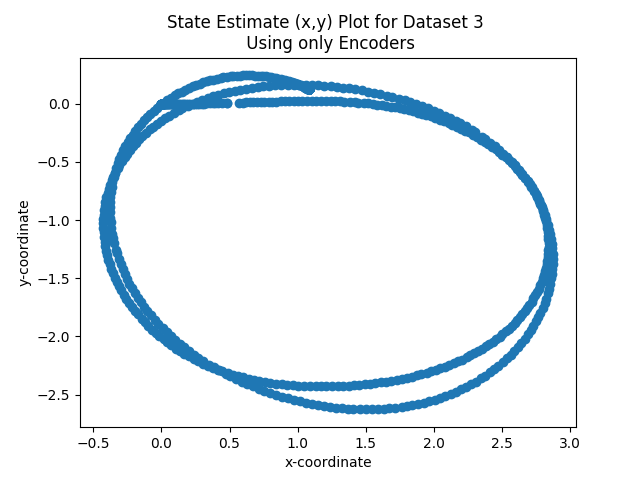 State Estimate (x,y) Plot for Dataset 3
Using only Encoders
0.0
−0.5
−1.0
−1.5
−2.0
−2.5
y-coordinate
−0.5 0.0 0.5 1.0 1.5 2.0 2.5 3.0
x-coordinate